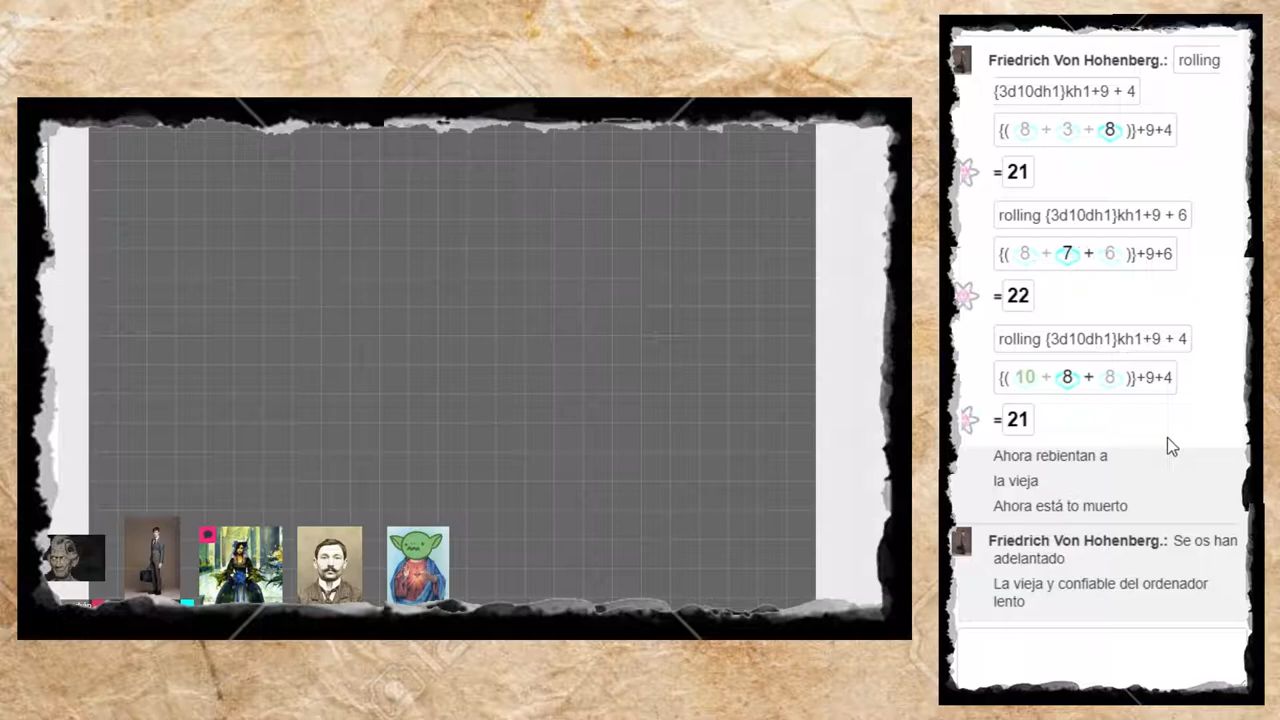 Friedrich Von Hohenberg.: rolling
{3d10dh1}kh1+9 + 4
{( 8 + 3 + 8 )}+9+4
=21
rolling {3d10dh1}kh1+9 + 6
{( 8 + 7 + 6 )}+9+6
=22
rolling {3d10dh1}kh1+9 + 4
{( 10 + 8 + 8 )}+9+4
=21
Ahora rebientan a
la vieja
Ahora está to muerto
Friedrich Von Hohenberg.: Se os han
adelantado
La vieja y confiable del ordenador
lento